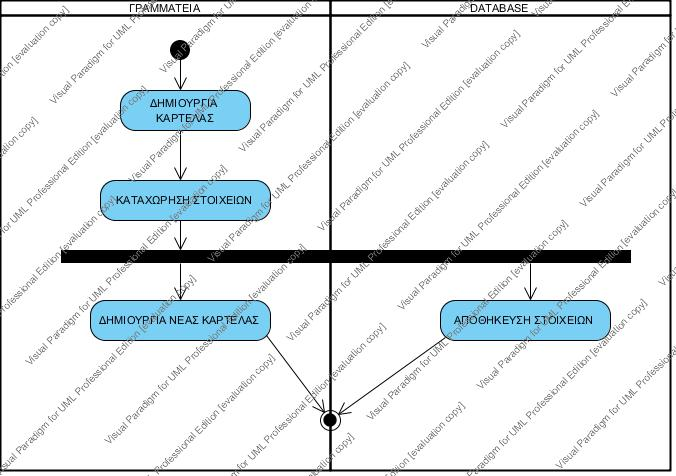 ΓΡΑΜΜΑΤΕΙΑ
DATABASE
ΔΗΜΙΟΥΡΓΙΑ
ΚΑΡΤΕΛΑΣ
ΚΑΤΑΧΩΡΗΣΗ ΣΤΟΙΧΕΙΩΝ
ΔΗΜΙΟΥΡΓΙΑ ΝΕΑΣ ΚΑΡΤΕΛΑΣ
ΑΠΟΘΗΚΕΥΣΗ ΣΤΟΙΧΕΙΩΝ
Visual Paradigm for UML Professional Edition [evaluation copy]